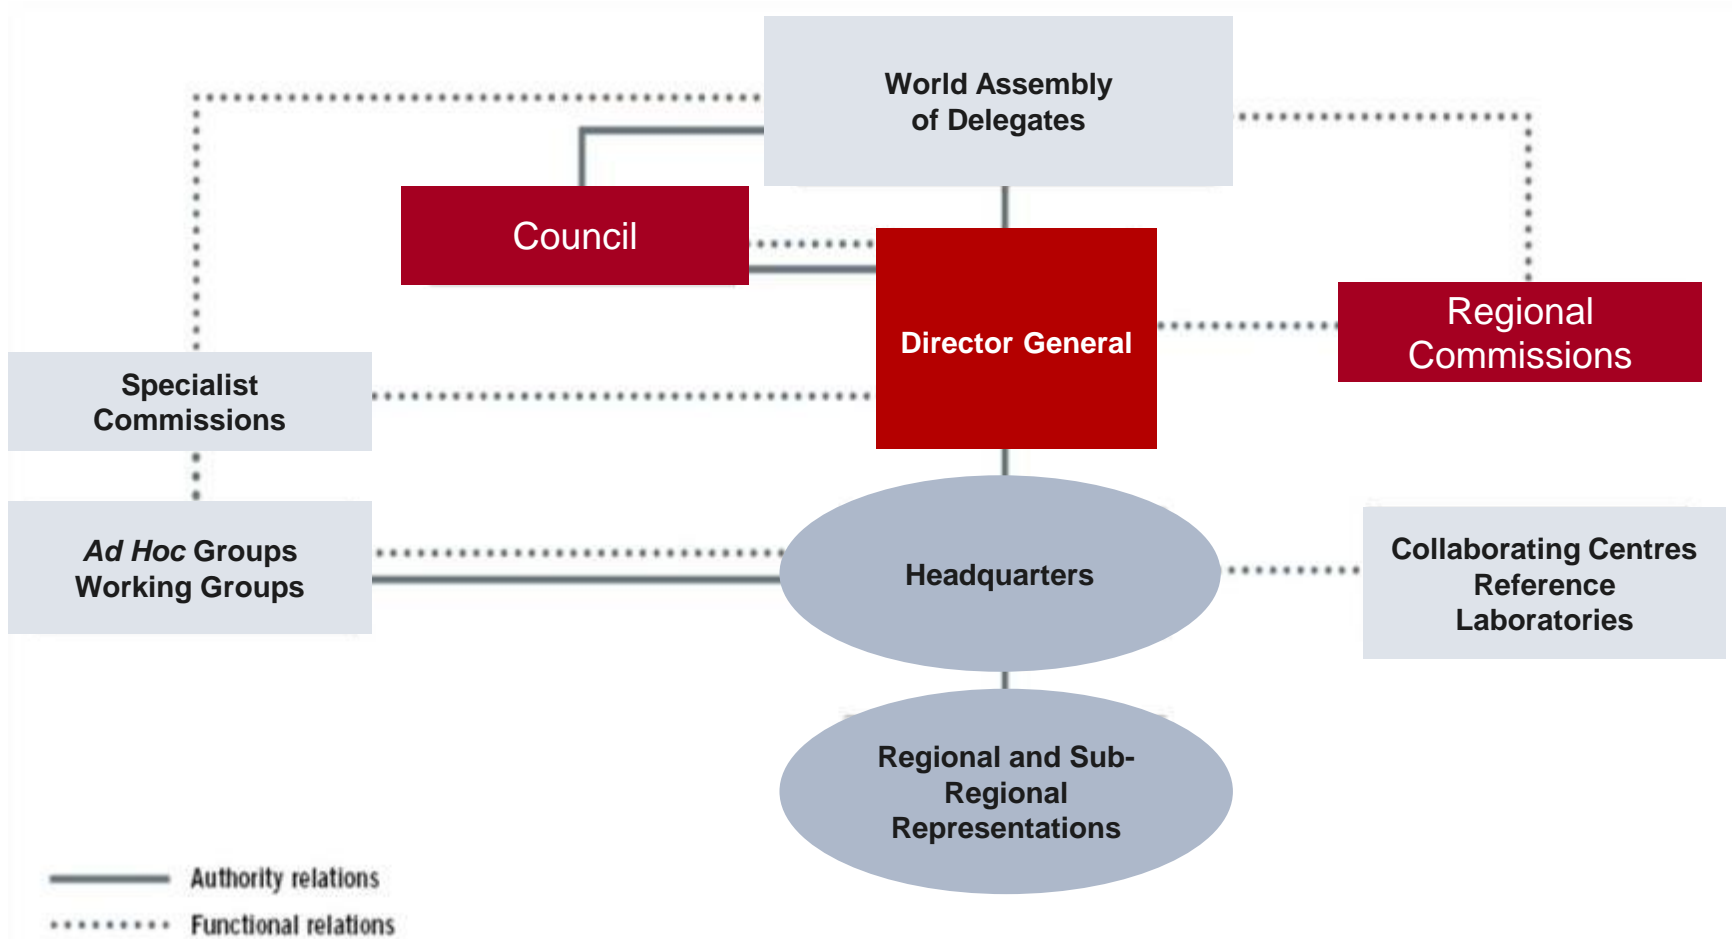 World Assembly
of Delegates
Council
Director General
Regional
Commissions
Specialist
Commissions
Ad Hoc Groups
Working Groups
Headquarters
Collaborating Centres
Reference
Laboratories
Regional and Sub-
Regional
Representations
Authority relations
Functional relations